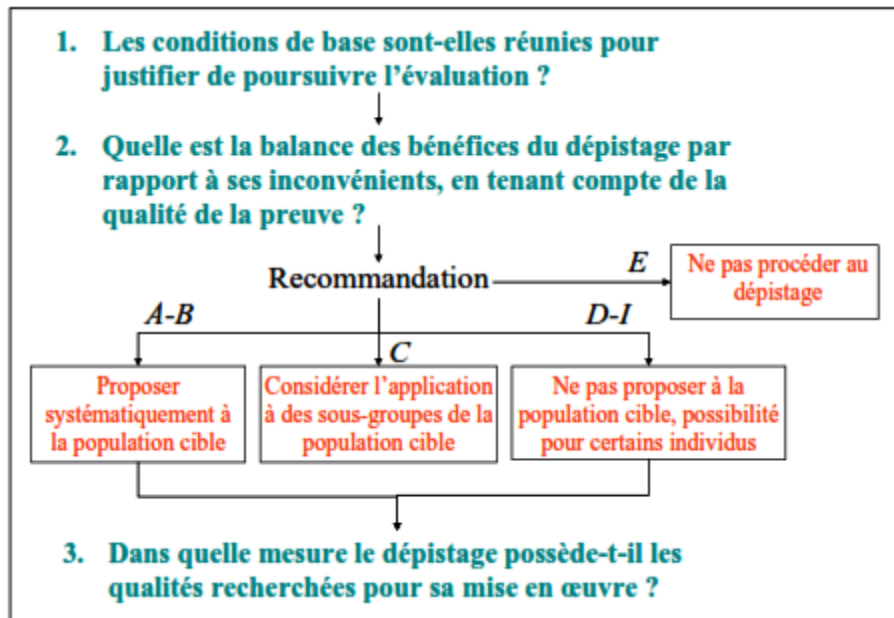 1. Les conditions de base sont-elles réunies pour
justifier de poursuivre l'évaluation ?
2. Quelle est la balance des bénéfices du dépistage par
rapport à ses inconvénients, en tenant compte de la
qualité de la preuve ?
Recommandation
E
Ne pas procéder au
dépistage
A-B
C
D-I
Proposer
systématiquement à
la population cible
Considérer l'application
à des sous-groupes de la
population cible
Ne pas proposer à la
population cible, possibilité
pour certains individus
3. Dans quelle mesure le dépistage possède-t-il les
qualités recherchées pour sa mise en œuvre ?